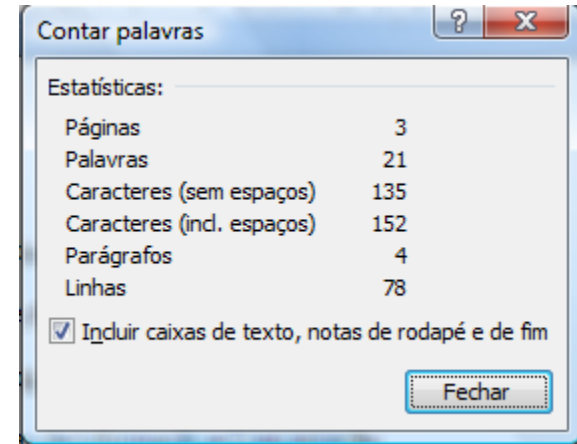 Contar palavras
Estatísticas:
Páginas 3
Palavras 21
Caracteres (sem espaços) 135
Caracteres (incl. espaços) 152
Parágrafos 4
Linhas 78
Incluir caixas de texto, notas de rodapé e de fim
Fechar